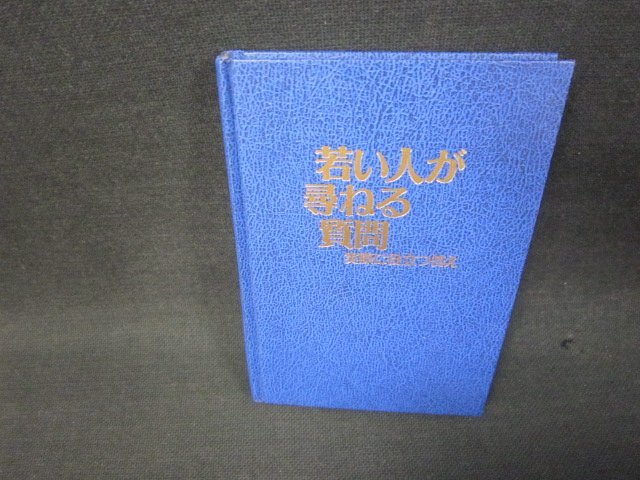 若い人が
尋ねる
質問
実際に役立つ答え